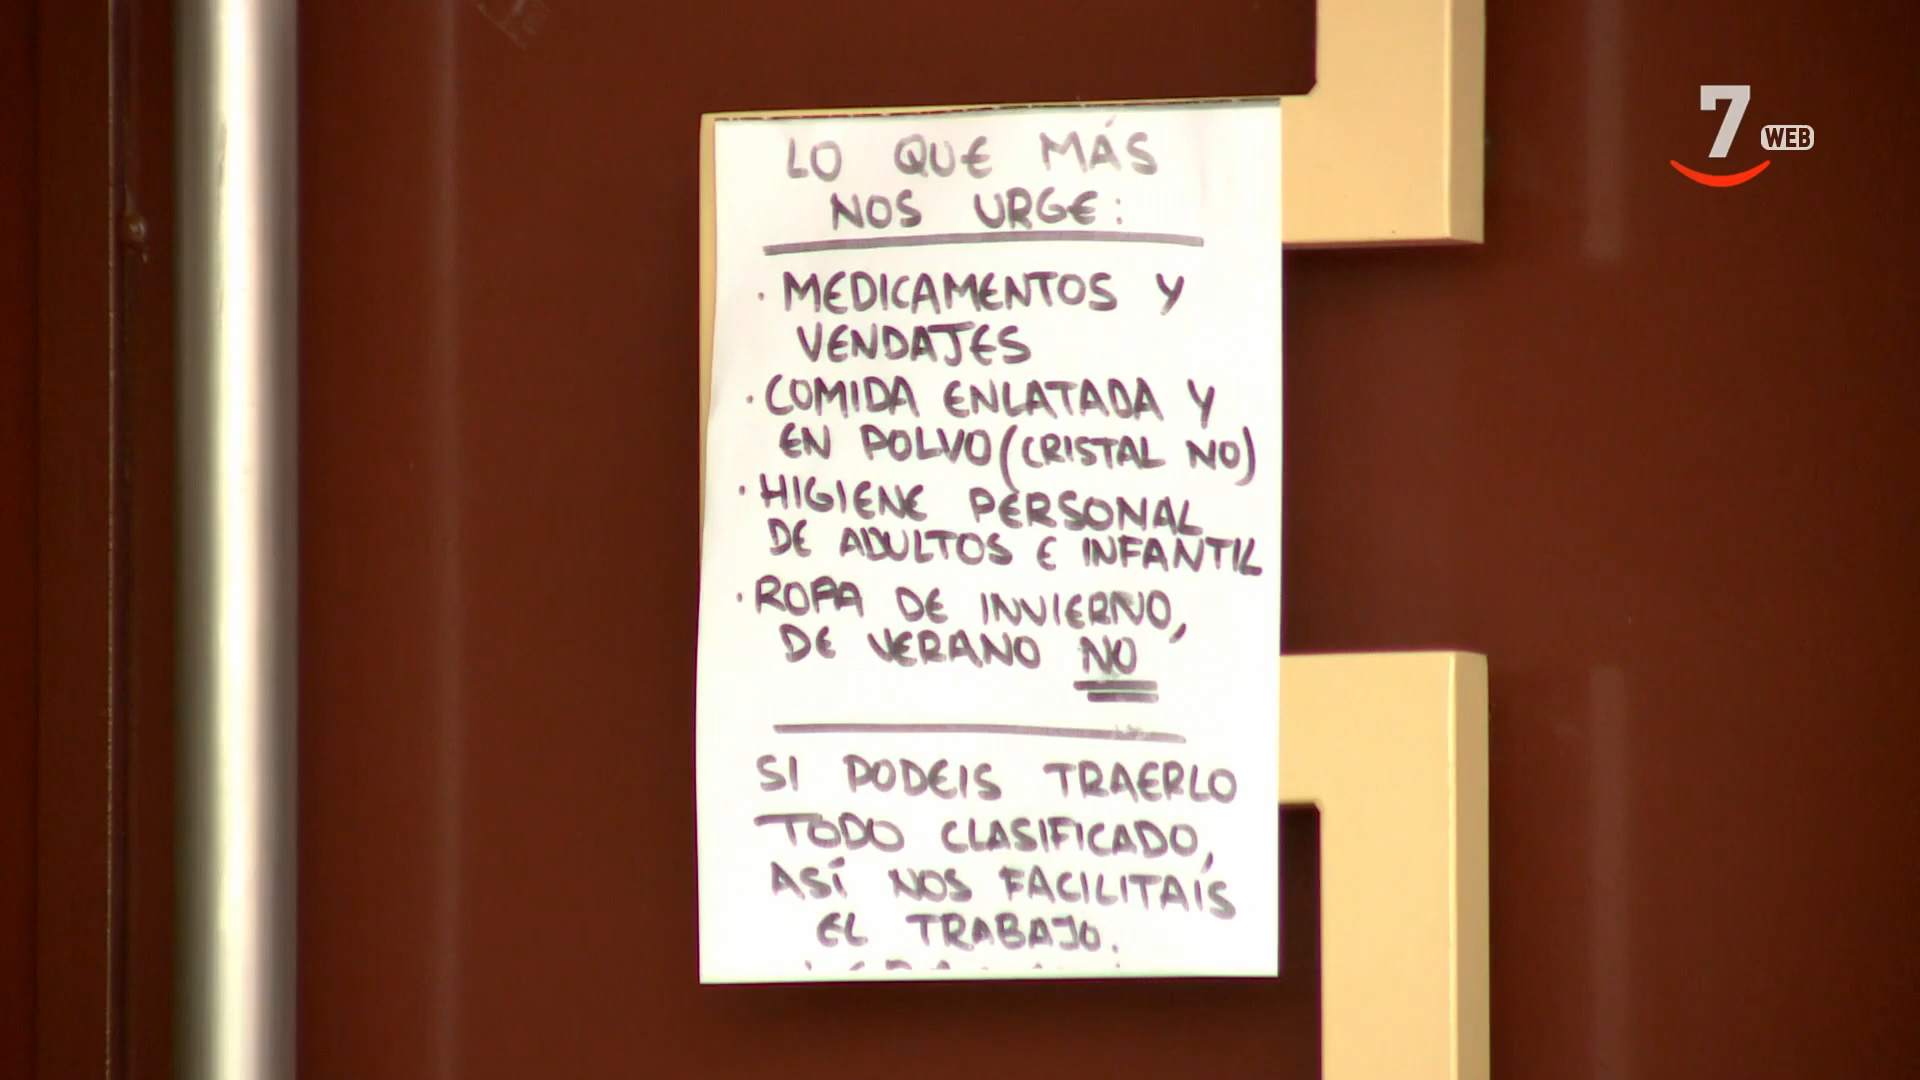 LO QUE MÁS
NOS URGE:
· MEDICAMENTOS Y
VENDAJES
· COMIDA ENLATADA Y
EN POLVO (CRISTAL NO)
· HIGIENE PERSONAL
DE ADULTOS E INFANTIL
· ROPA DE INVIERNO,
DE VERANO NO
SI PODEIS TRAERLO
TODO CLASIFICADO,
ASÍ NOS FACILITAÍS
EL TRABAJO.
7 WEB